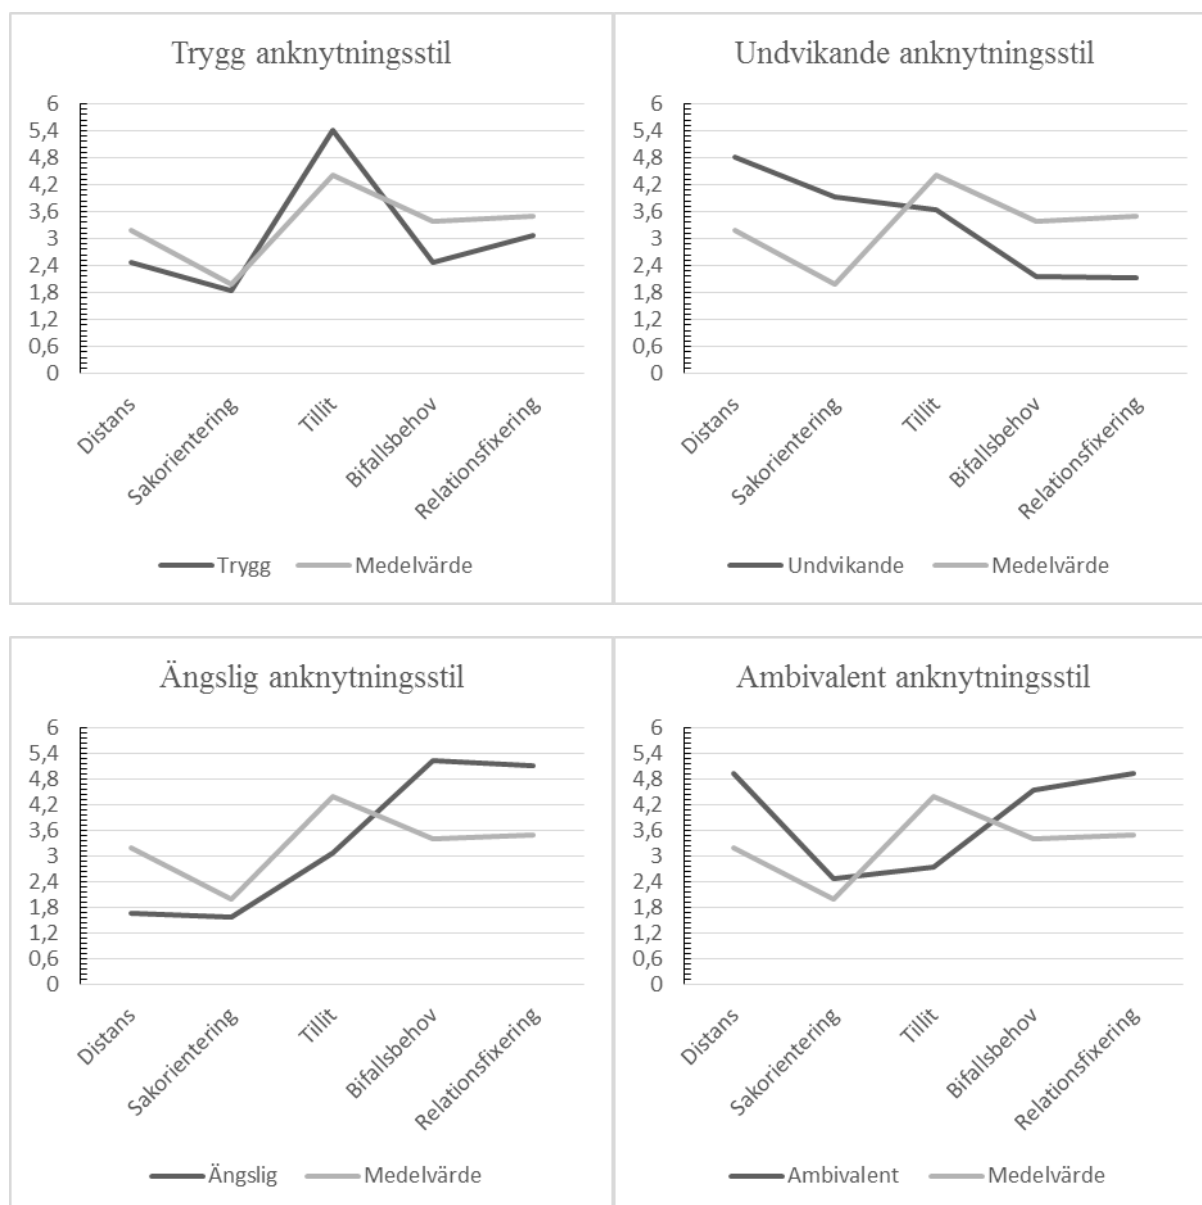 Trygg anknytningsstil
6
5,4
4,8
4,2
3,6
3
2,4
1,8
1,2
0,6
0
Distans
Sakorientering
Tillit
Bifallsbehov
Relationsfixering
Trygg Medelvärde
Undvikande anknytningsstil
6
5,4
4,8
4,2
3,6
3
2,4
1,8
1,2
0,6
0
Distans
Sakorientering
Tillit
Bifallsbehov
Relationsfixering
Undvikande Medelvärde
Ängslig anknytningsstil
6
5,4
4,8
4,2
3,6
3
2,4
1,8
1,2
0,6
0
Distans
Sakorientering
Tillit
Bifallsbehov
Relationsfixering
Ängslig Medelvärde
Ambivalent anknytningsstil
6
5,4
4,8
4,2
3,6
3
2,4
1,8
1,2
0,6
0
Distans
Sakorientering
Tillit
Bifallsbehov
Relationsfixering
Ambivalent Medelvärde